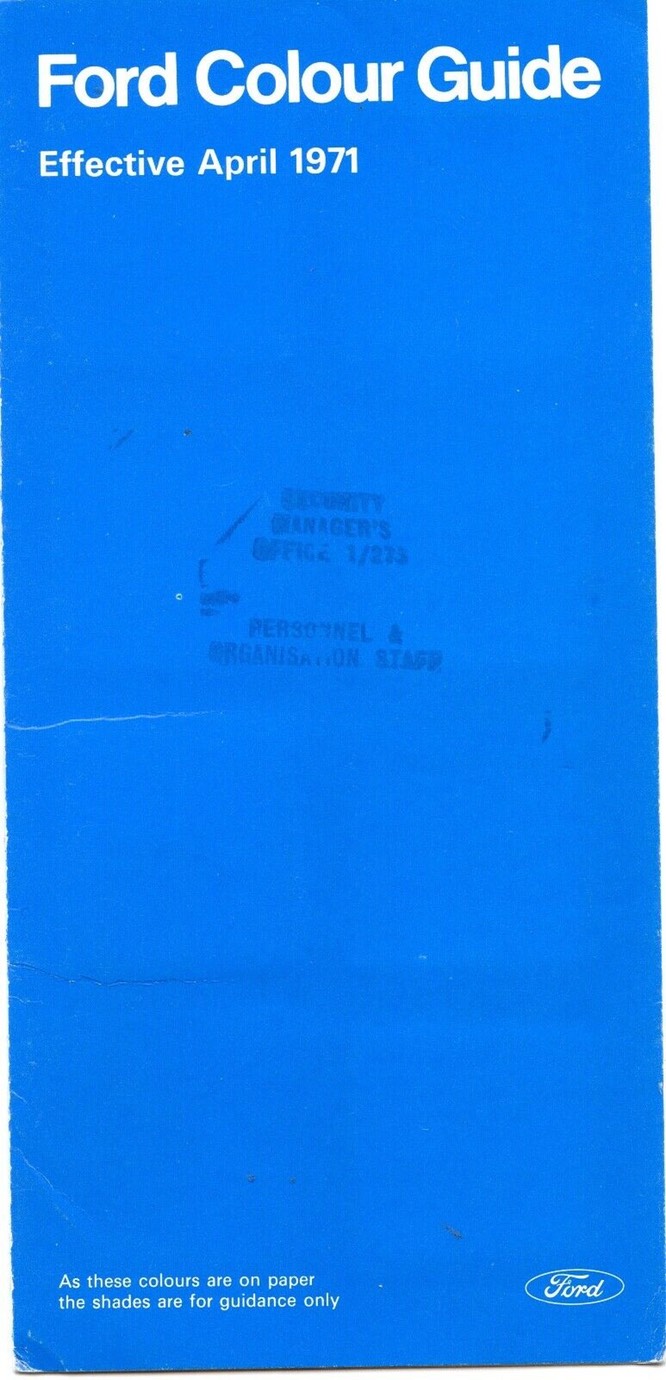 Ford Colour Guide
Effective April 1971
SECURITY
MANAGER'S
OFFICE 1/273
PERSONNEL &
ORGANISATION STAFF
As these colours are on paper
the shades are for guidance only
Ford